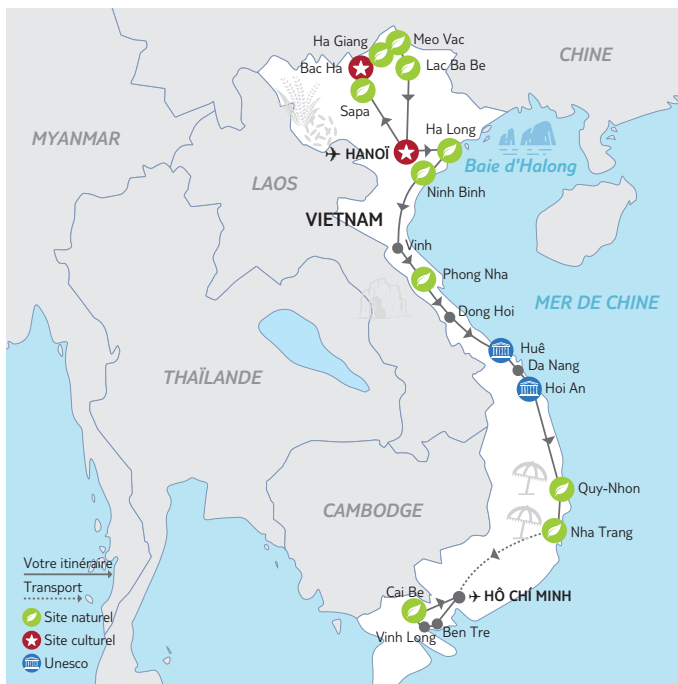 Ha Giang
Meo Vac
CHINE
Bac Ha
Lac Ba Be
Sapa
MYANMAR
Ha Long
HANOÏ
Baie d'Halong
LAOS
Ninh Binh
VIETNAM
Vinh
Phong Nha
MER DE CHINE
Dong Hoi
Huê
Da Nang
THAÏLANDE
Hoi An
Quy-Nhon
CAMBODGE
Nha Trang
Votre itinéraire
Transport
Cai Be
HÔ CHÍ MINH
Site naturel
Ben Tre
Vinh Long
Site culturel
Unesco